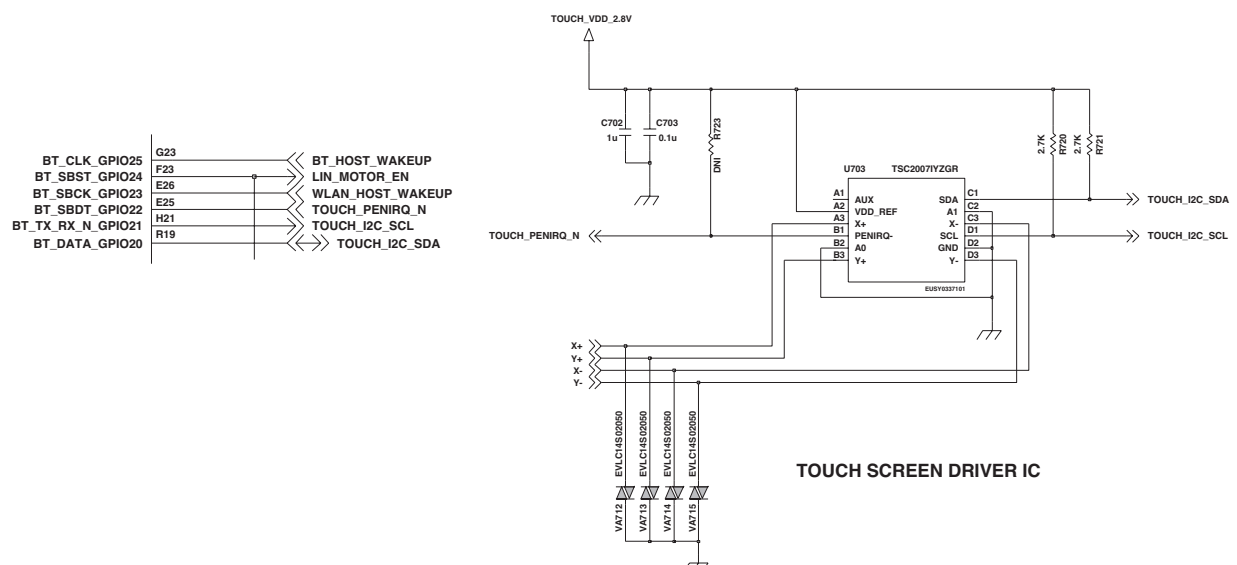 TOUCH_VDD_2.8V
C702
1u
C703
0.1u
R723
DNI
2.7K
R720
2.7K
R721
BT_CLK_GPIO25
G23
BT_HOST_WAKEUP
BT_SBST_GPIO24
F23
LIN_MOTOR_EN
BT_SBCK_GPIO23
E26
WLAN_HOST_WAKEUP
BT_SBDT_GPIO22
E25
TOUCH_PENIRQ_N
BT_TX_RX_N_GPIO21
H21
TOUCH_I2C_SCL
BT_DATA_GPIO20
R19
TOUCH_I2C_SDA
U703
TSC2007IYZGR
A1
AUX
SDA
C1
TOUCH_I2C_SDA
A2
VDD_REF
A1
C2
A3
X+
X-
C3
TOUCH_PENIRQ_N
B1
PENIRQ-
SCL
D1
TOUCH_I2C_SCL
B2
A0
GND
D2
B3
Y+
Y-
D3
EUSY0337101
X+
Y+
X-
Y-
EVLC14S02050
EVLC14S02050
EVLC14S02050
EVLC14S02050
VA712
VA713
VA714
VA715
TOUCH SCREEN DRIVER IC